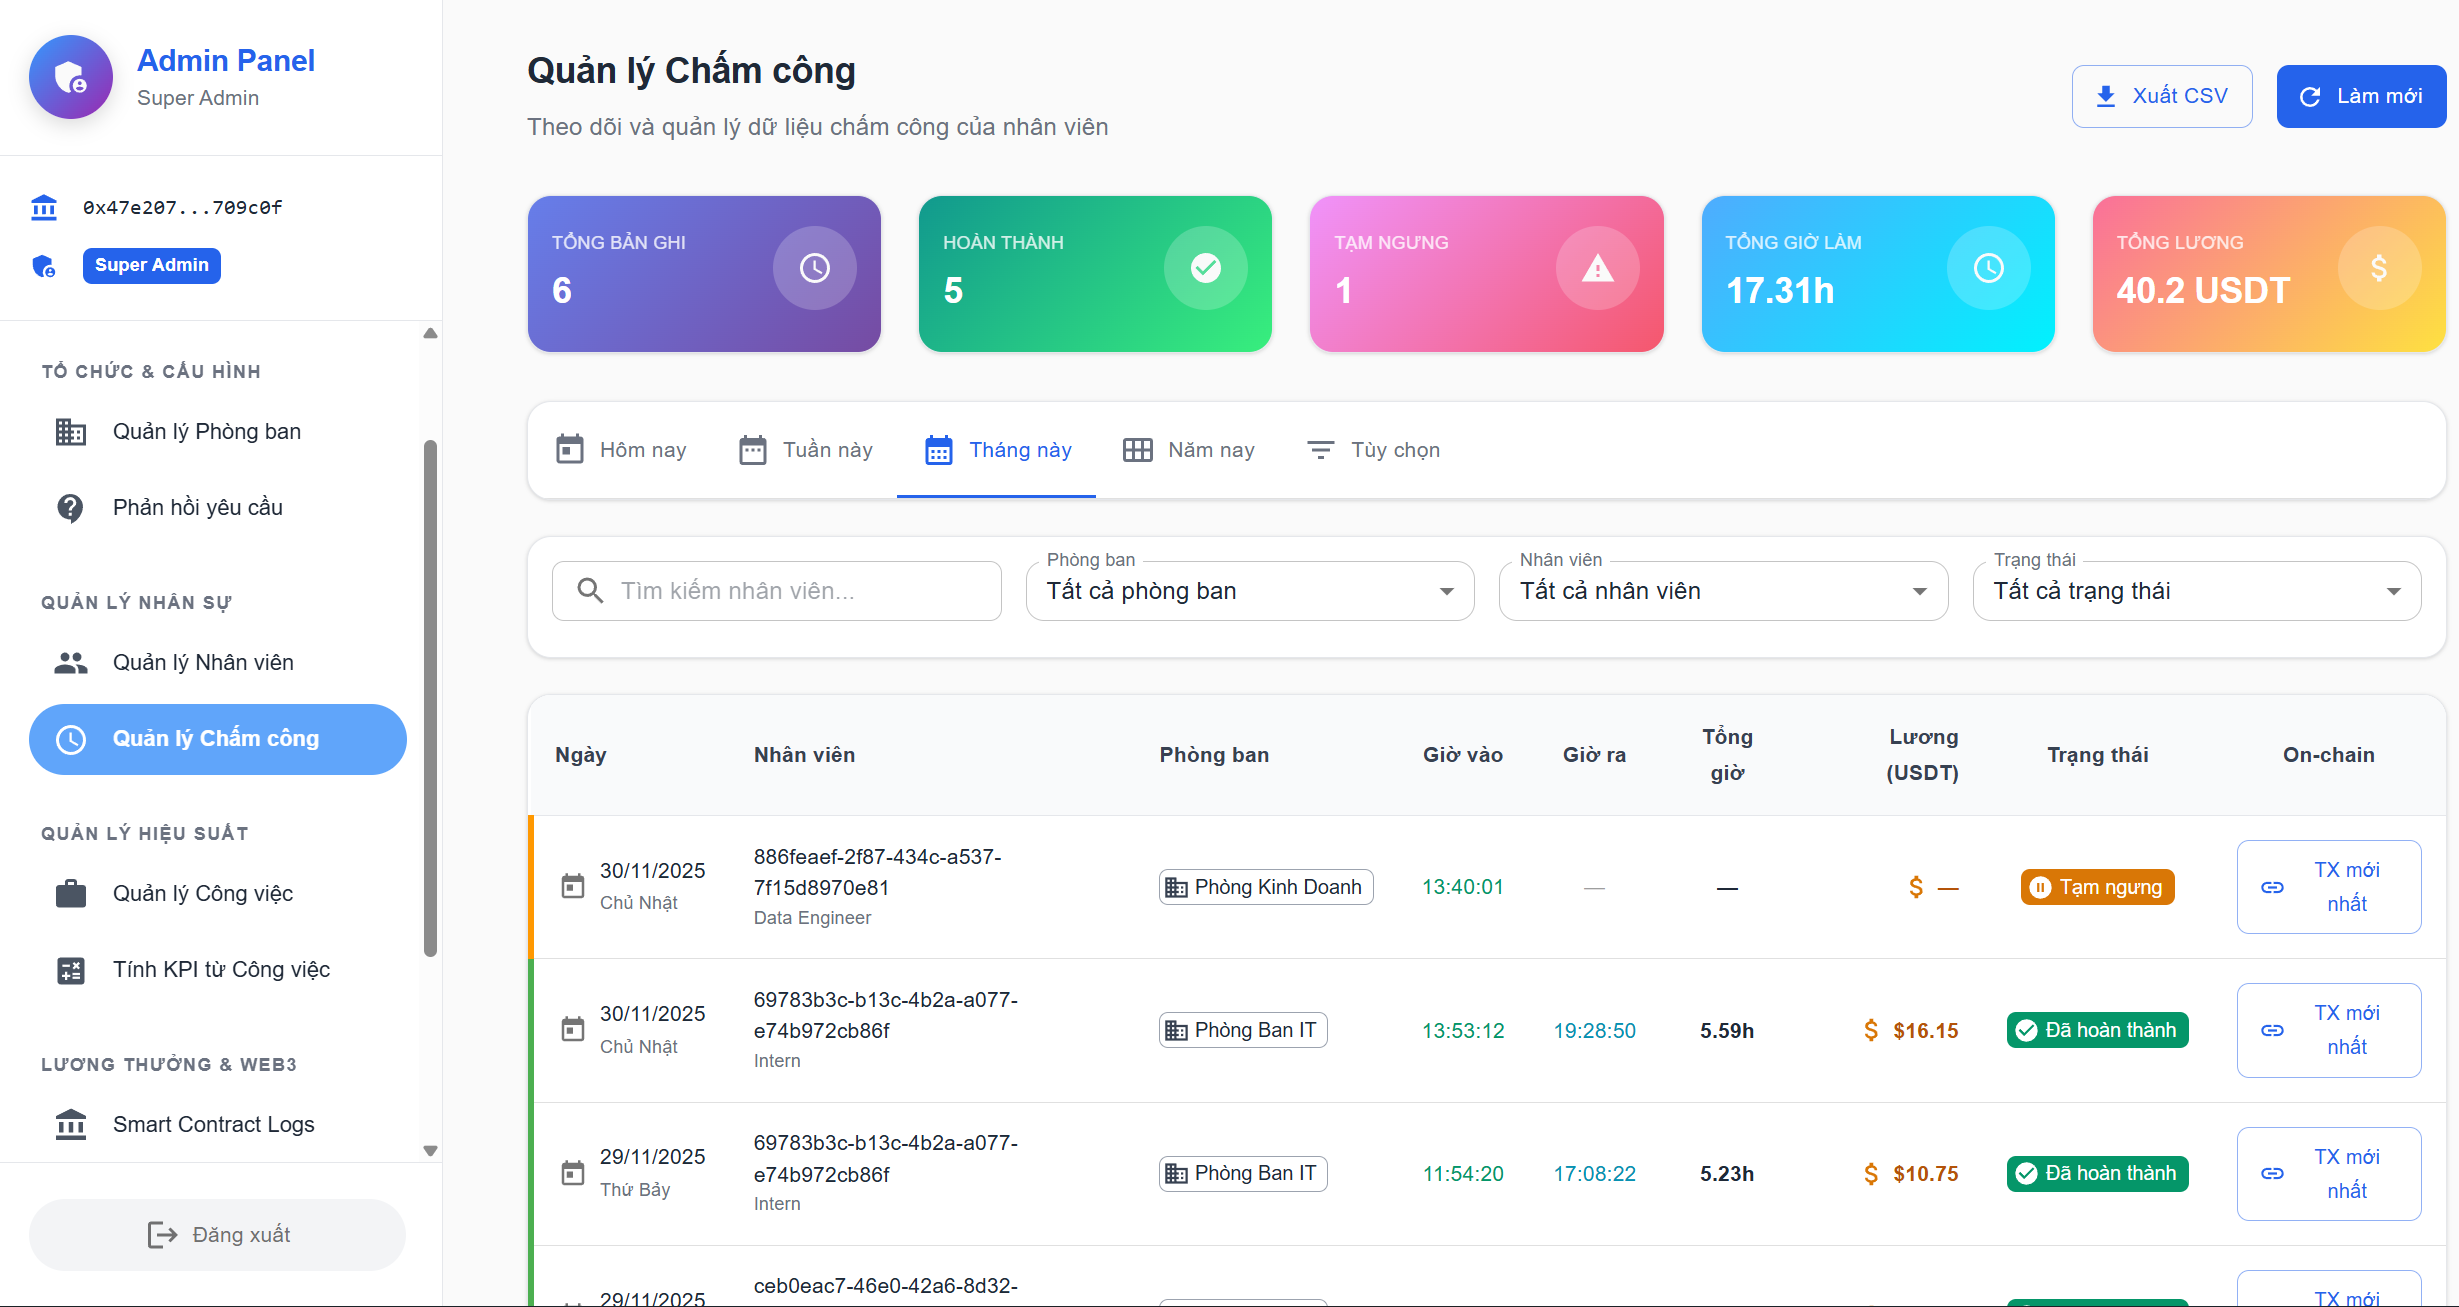 Admin Panel
Super Admin
0x47e207...709c0f
Super Admin
TỔ CHỨC & CẤU HÌNH
Quản lý Phòng ban
Phản hồi yêu cầu
QUẢN LÝ NHÂN SỰ
Quản lý Nhân viên
Quản lý Chấm công
QUẢN LÝ HIỆU SUẤT
Quản lý Công việc
Tính KPI từ Công việc
LƯƠNG THƯỞNG & WEB3
Smart Contract Logs
Đăng xuất
Quản lý Chấm công
Theo dõi và quản lý dữ liệu chấm công của nhân viên
Xuất CSV
Làm mới
TỔNG BẢN GHI
6
HOÀN THÀNH
5
TẠM NGƯNG
1
TỔNG GIỜ LÀM
17.31h
TỔNG LƯƠNG
40.2 USDT
Hôm nay
Tuần này
Tháng này
Năm nay
Tùy chọn
Tìm kiếm nhân viên...
Phòng ban
Tất cả phòng ban
Nhân viên
Tất cả nhân viên
Trạng thái
Tất cả trạng thái
Ngày
Nhân viên
Phòng ban
Giờ vào
Giờ ra
Tổng
giờ
Lương
(USDT)
Trạng thái
On-chain
30/11/2025
Chủ Nhật
886feaef-2f87-434c-a537-
7f15d8970e81
Data Engineer
Phòng Kinh Doanh
13:40:01
—
—
$ —
Tạm ngưng
TX mới
nhất
30/11/2025
Chủ Nhật
69783b3c-b13c-4b2a-a077-
e74b972cb86f
Intern
Phòng Ban IT
13:53:12
19:28:50
5.59h
$ $16.15
Đã hoàn thành
TX mới
nhất
29/11/2025
Thứ Bảy
69783b3c-b13c-4b2a-a077-
e74b972cb86f
Intern
Phòng Ban IT
11:54:20
17:08:22
5.23h
$ $10.75
Đã hoàn thành
TX mới
nhất
29/11/2025
ceb0eac7-46e0-42a6-8d32-
TX mới